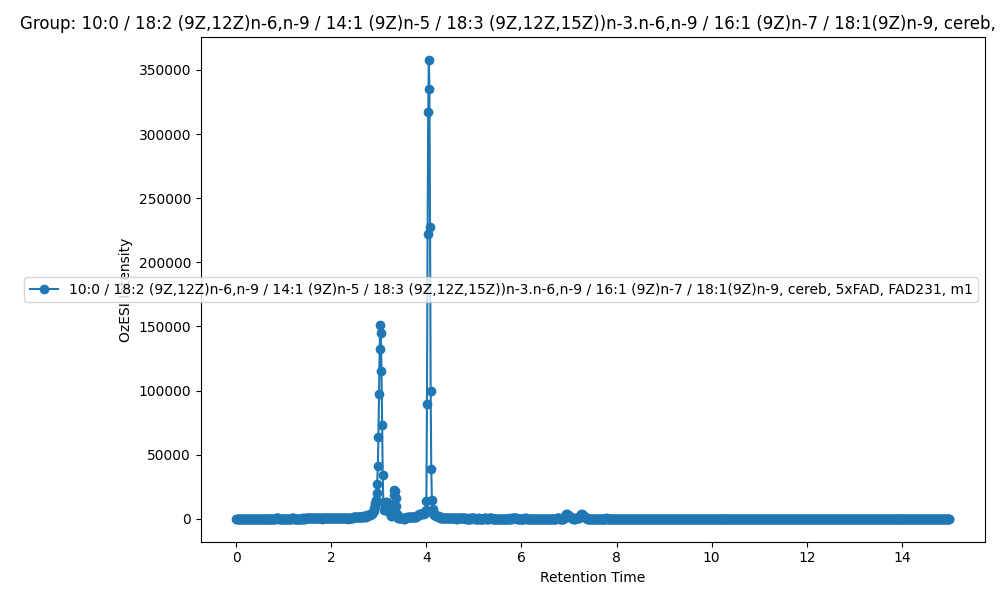 Group: 10:0 / 18:2 (9Z,12Z)n-6,n-9 / 14:1 (9Z)n-5 / 18:3 (9Z,12Z,15Z))n-3.n-6,n-9 / 16:1 (9Z)n-7 / 18:1(9Z)n-9, cereb,
350000
300000
250000
200000
150000
100000
50000
0
OzESI Intensity
10:0 / 18:2 (9Z,12Z)n-6,n-9 / 14:1 (9Z)n-5 / 18:3 (9Z,12Z,15Z))n-3.n-6,n-9 / 16:1 (9Z)n-7 / 18:1(9Z)n-9, cereb, 5xFAD, FAD231, m1
0 2 4 6 8 10 12 14
Retention Time